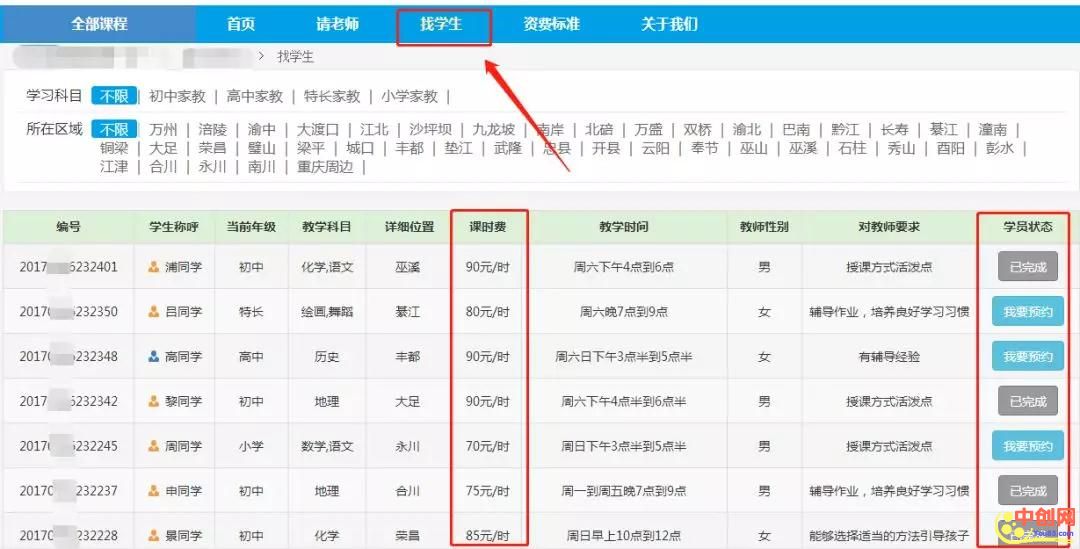 全部课程 首页 请老师 找学生 资费标准 关于我们
> 找学生
学习科目 不限 | 初中家教 | 高中家教 | 特长家教 | 小学家教 |
所在区域 不限 万州 | 涪陵 | 渝中 | 大渡口 | 江北 | 沙坪坝 | 九龙坡 | 南岸 | 北碚 | 万盛 | 双桥 | 渝北 | 巴南 | 黔江 | 长寿 | 綦江 | 潼南 |
铜梁 | 大足 | 荣昌 | 璧山 | 梁平 | 城口 | 丰都 | 垫江 | 武隆 | 忠县 | 开县 | 云阳 | 奉节 | 巫山 | 巫溪 | 石柱 | 秀山 | 酉阳 | 彭水 |
江津 | 合川 | 永川 | 南川 | 重庆周边 |
编号 学生称呼 当前年级 教学科目 详细位置 课时费 教学时间 教师性别 对教师要求 学员状态
2017 6232401 浦同学 初中 化学,语文 巫溪 90元/时 周六下午4点到6点 男 授课方式活泼点 已完成
2017 232350 吕同学 特长 绘画,舞蹈 綦江 80元/时 周六晚7点到9点 女 辅导作业，培养良好学习习惯 我要预约
2017 232348 高同学 高中 历史 丰都 90元/时 周六日下午3点半到5点半 女 有辅导经验 我要预约
2017 6232342 黎同学 初中 地理 大足 90元/时 周六下午4点半到6点半 男 授课方式活泼点 已完成
2017 232245 周同学 小学 数学,语文 永川 70元/时 周日下午3点半到5点半 男 授课方式活泼点 我要预约
2017 232237 申同学 初中 地理 合川 75元/时 周一到周五晚7点到9点 男 辅导作业，培养良好学习习惯 已完成
2017 232228 景同学 初中 化学 荣昌 85元/时 周日早上10点到12点 女 能够选择适当的方法引导孩子
中创网